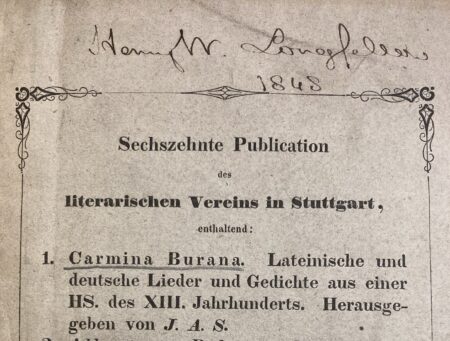 Henry W. Longfellow
1848
Sechszehnte Publication
des
literarischen Vereins in Stuttgart,
enthaltend:
1. Carmina Burana. Lateinische und
deutsche Lieder und Gedichte aus einer
HS. des XIII. Jahrhunderts. Herausge-
geben von J. A. S.